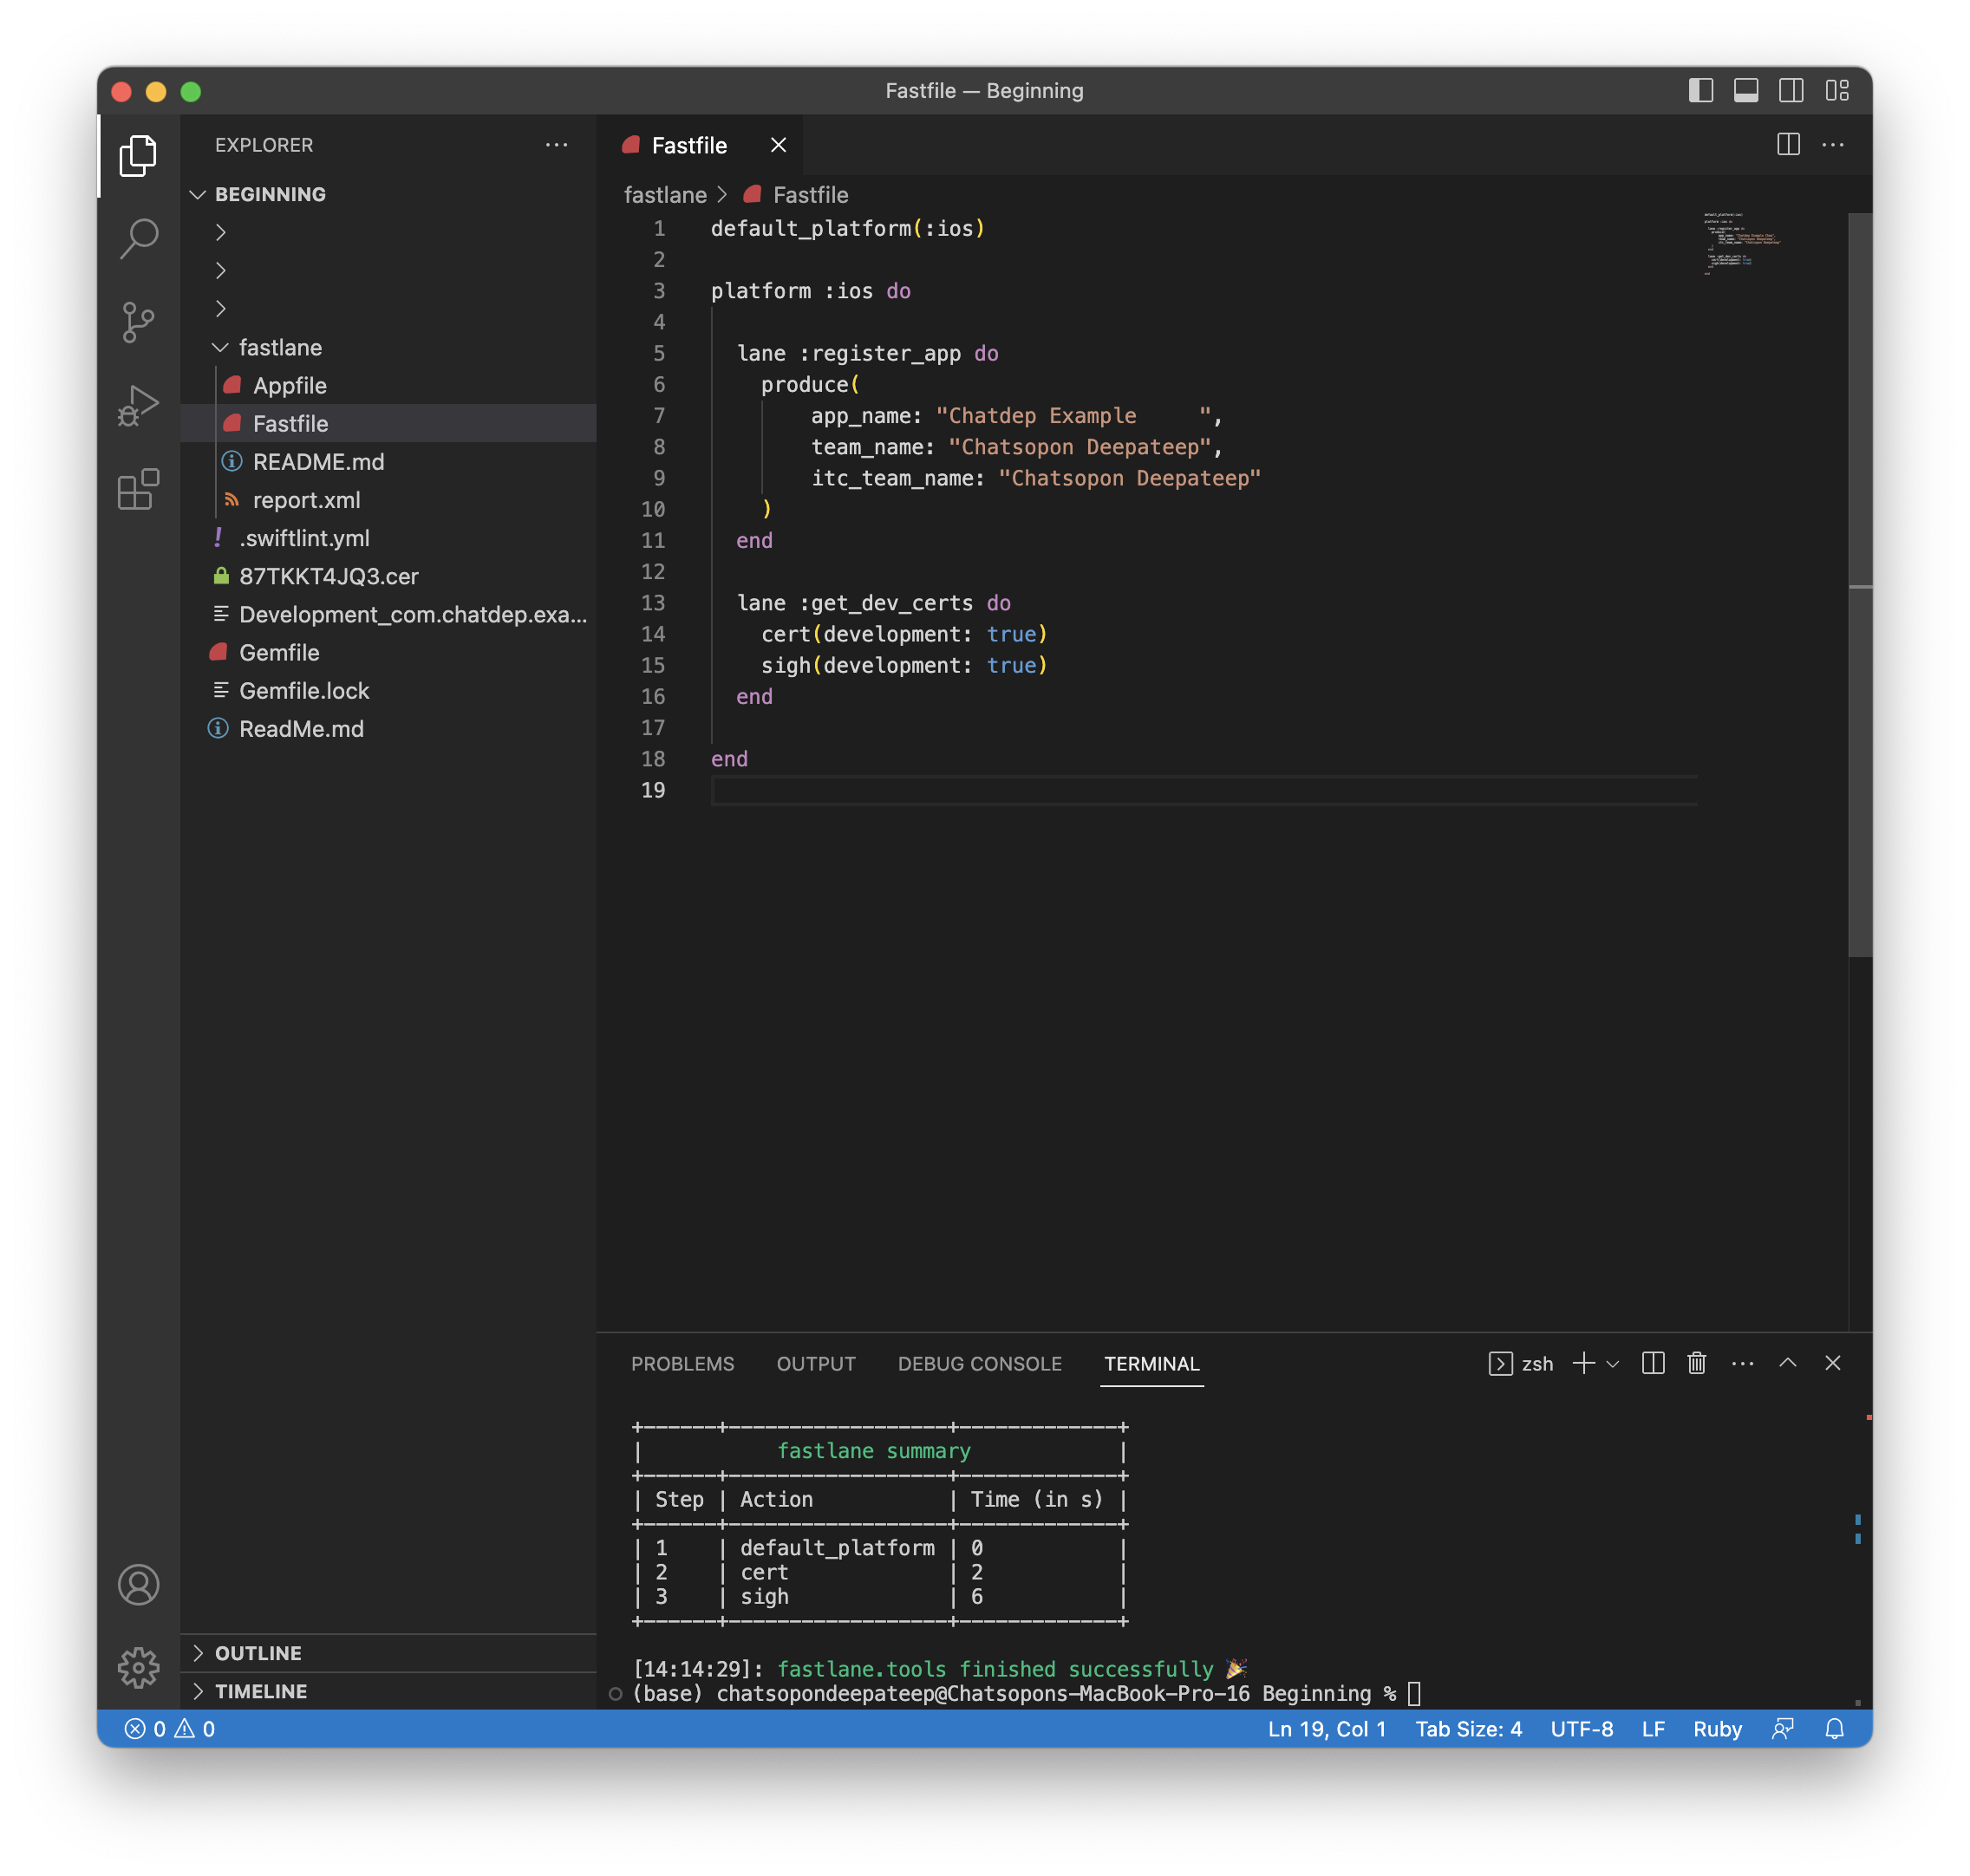 Fastfile — Beginning
EXPLORER
BEGINNING
fastlane
Appfile
Fastfile
README.md
report.xml
.swiftlint.yml
87TKKT4JQ3.cer
Development_com.chatdep.exa...
Gemfile
Gemfile.lock
ReadMe.md
OUTLINE
TIMELINE
Fastfile
fastlane > Fastfile
1 default_platform(:ios)
2
3 platform :ios do
4
5 lane :register_app do
6 produce(
7 app_name: "Chatdep Example     ",
8 team_name: "Chatsopon Deepateep",
9 itc_team_name: "Chatsopon Deepateep"
10 )
11 end
12
13 lane :get_dev_certs do
14 cert(development: true)
15 sigh(development: true)
16 end
17
18 end
19
PROBLEMS OUTPUT DEBUG CONSOLE TERMINAL zsh
+------+------------------+-------------+
| fastlane summary |
+------+------------------+-------------+
| Step | Action | Time (in s) |
+------+------------------+-------------+
| 1 | default_platform | 0 |
| 2 | cert | 2 |
| 3 | sigh | 6 |
+------+------------------+-------------+
[14:14:29]: fastlane.tools finished successfully 🎉
(base) chatsopondeepateep@Chatsopons-MacBook-Pro-16 Beginning %
0 0 Ln 19, Col 1 Tab Size: 4 UTF-8 LF Ruby